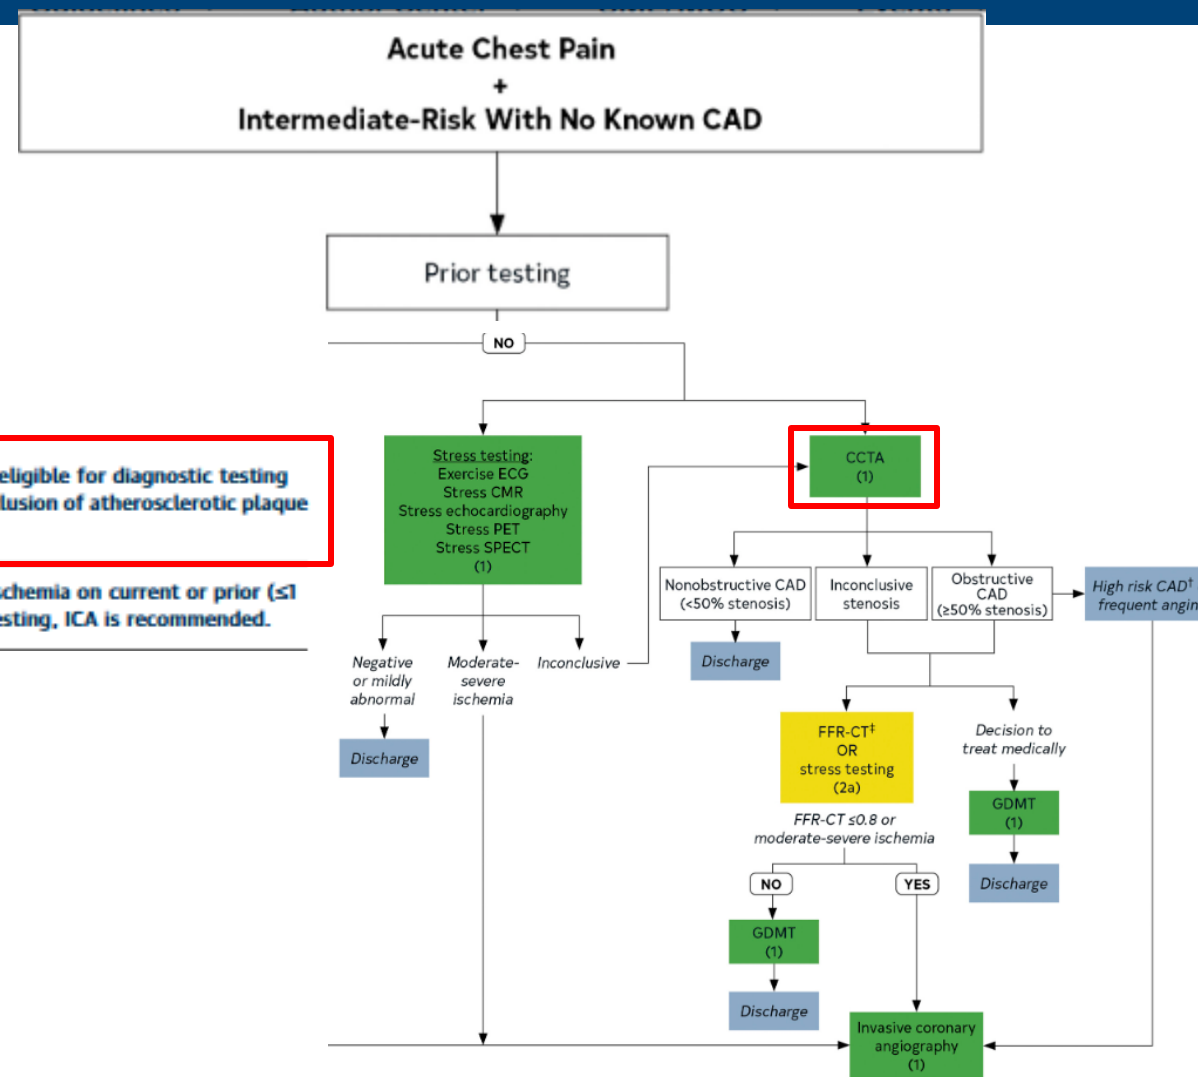 Acute Chest Pain
+
Intermediate-Risk With No Known CAD
Prior testing
NO
eligible for diagnostic testing
of atherosclerotic plaque
on current or prior (≤1
ICA is recommended.
Stress testing:
Exercise ECG
Stress CMR
Stress echocardiography
Stress PET
Stress SPECT
(1)
CCTA
(1)
Negative
or mildly
abnormal
Moderate-
severe
ischemia
Inconclusive
Discharge
Nonobstructive CAD
(<50% stenosis)
Inconclusive
stenosis
Obstructive
CAD
(≥50% stenosis)
High risk CAD†
frequent
Discharge
FFR-CT‡
OR
stress testing
(2a)
Decision to
treat medically
GDMT
(1)
Discharge
FFR-CT ≤0.8 or
moderate-severe ischemia
NO
YES
GDMT
(1)
Discharge
Invasive coronary
angiography
(1)